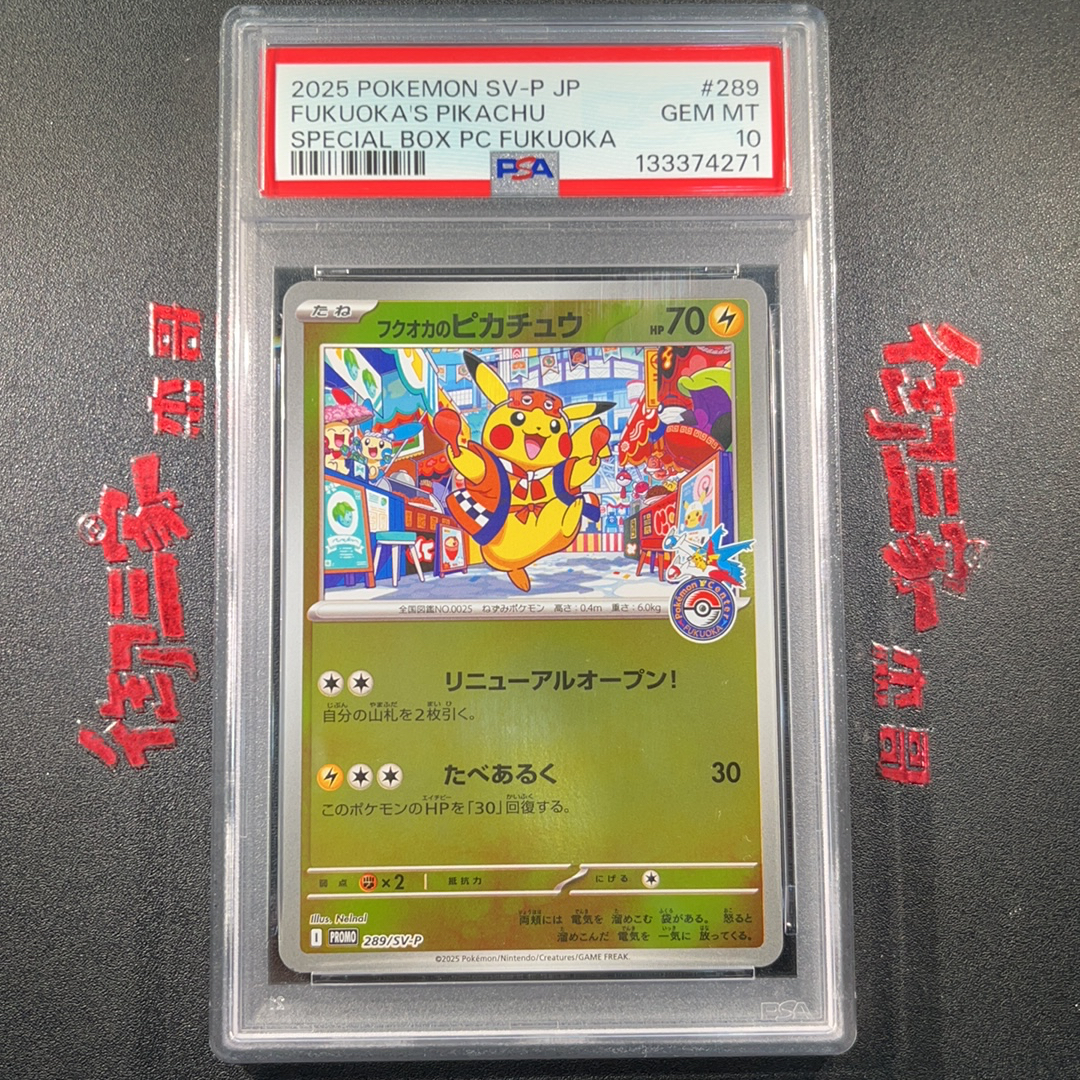 2025 POKEMON SV-P JP #289
FUKUOKA'S PIKACHU GEM MT
SPECIAL BOX PC FUKUOKA 10
PSA 133374271
たね
フクオカのピカチュウ HP70
全国図鑑NO.0025 ねずみポケモン 高さ:0.4m 重さ:6.0kg
Pokémon Center
FUKUOKA
リニューアルオープン!
自分の山札を2枚引く。
たべあるく 30
このポケモンのHPを「30」回復する。
弱点 ×2 抵抗力 にげる
Illus. Nelnal
両頬には 電気を 溜めこむ 袋がある。 怒ると
溜めこんだ 電気を 一気に 放ってくる。
I PROMO 289/SV-P
©2025 Pokémon/Nintendo/Creatures/GAME FREAK.
PSA